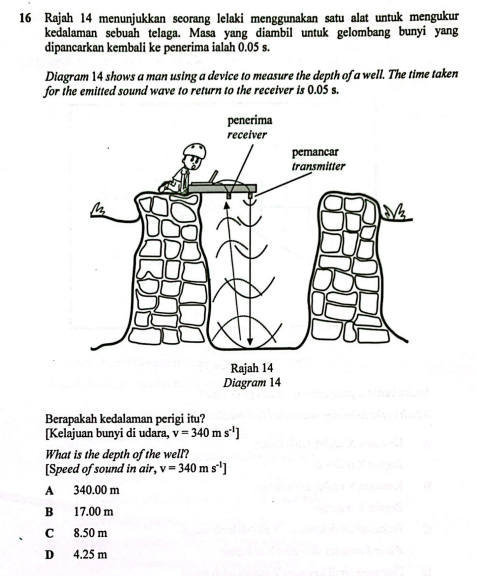 16 Rajah 14 menunjukkan seorang lelaki menggunakan satu alat untuk mengukur
kedalaman sebuah telaga. Masa yang diambil untuk gelombang bunyi yang
dipancarkan kembali ke penerima ialah 0.05 s.
Diagram 14 shows a man using a device to measure the depth of a well. The time taken
for the emitted sound wave to return to the receiver is 0.05 s.
penerima
receiver
pemancar
transmitter
Rajah 14
Diagram 14
Berapakah kedalaman perigi itu?
[Kelajuan bunyi di udara, v = 340 m s⁻¹]
What is the depth of the well?
[Speed of sound in air, v = 340 m s⁻¹]
A 340.00 m
B 17.00 m
C 8.50 m
D 4.25 m